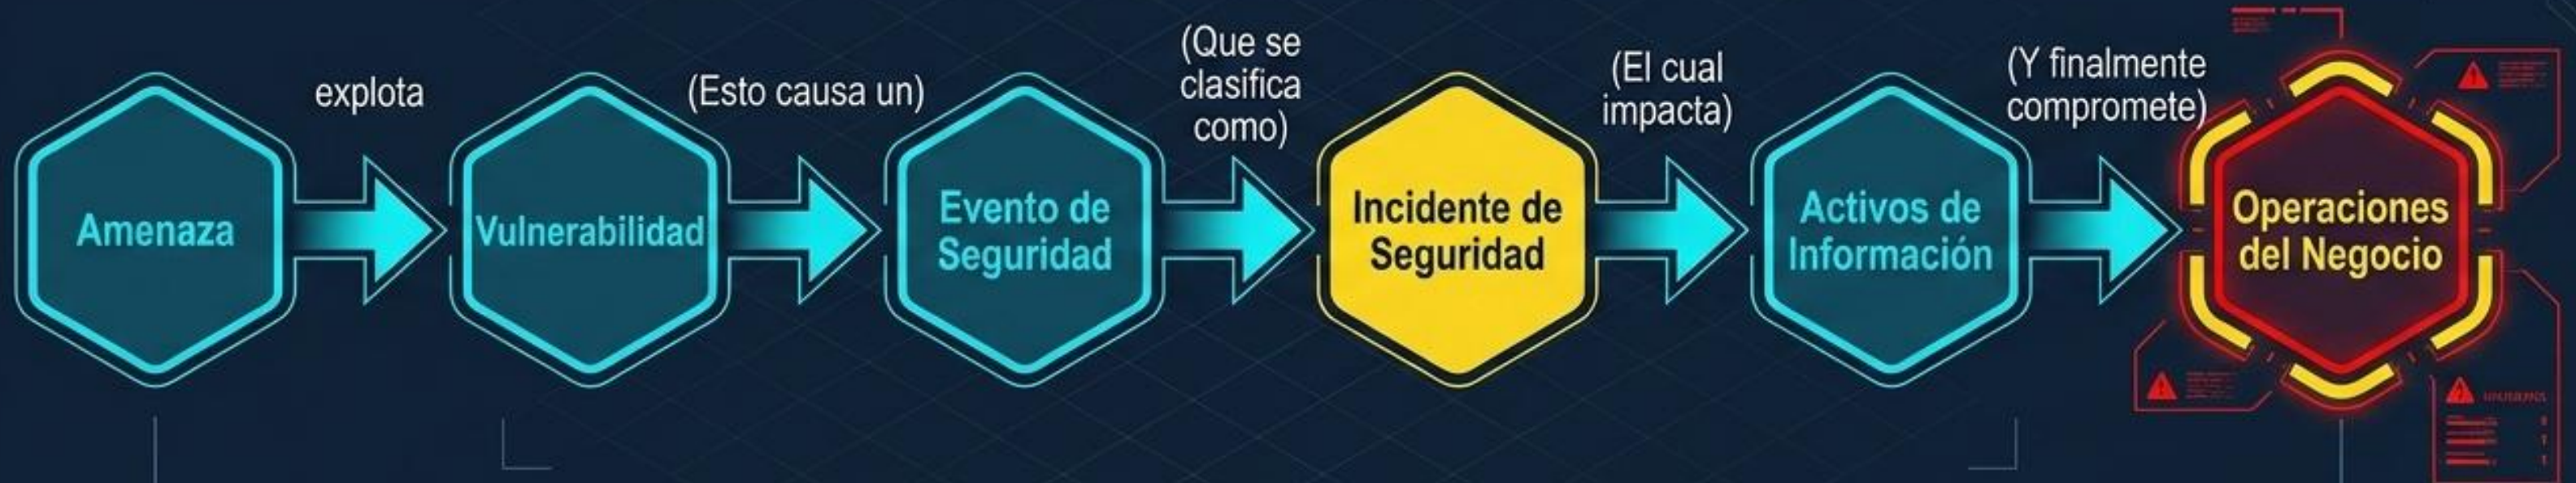 Amenaza
explota
Vulnerabilidad
(Esto causa un)
Evento de
Seguridad
(Que se
clasifica
como)
Incidente de
Seguridad
(El cual
impacta)
Activos de
Información
(Y finalmente
compromete)
Operaciones
del Negocio